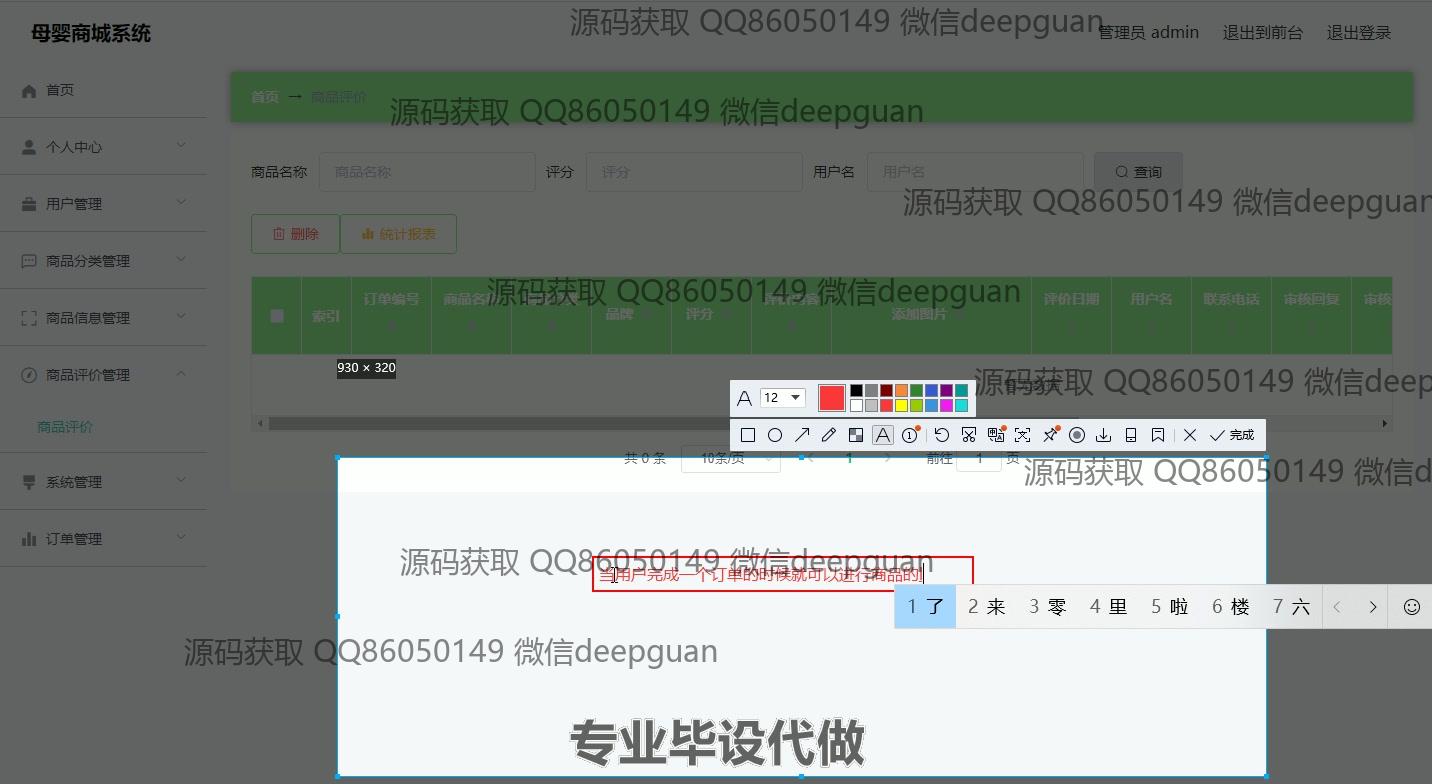 源码获取 QQ86050149 微信deepguan
母婴商城系统
管理员 admin 退出到前台 退出登录
首页
首页 → 商品评价
源码获取 QQ86050149 微信deepguan
个人中心
商品名称 商品名称 评分 评分 用户名 用户名 查询
用户管理
源码获取 QQ86050149 微信deepguan
删除 统计报表
商品分类管理
源码获取 QQ86050149 微信deepguan
索引 订单编号 商品名称 品牌 评分 添加图片 评价日期 用户名 联系电话 审核回复 审核
商品信息管理
930 × 320
商品评价管理
源码获取 QQ86050149 微信deep
12
商品评价
完成
共 0 条 10条/页 1 前往 1 页
源码获取 QQ86050149 微信d
系统管理
订单管理
源码获取 QQ86050149 微信deepguan
当用户完成一个订单的时候就可以进行商品的l
1 了 2 来 3 零 4 里 5 啦 6 楼 7 六
源码获取 QQ86050149 微信deepguan
专业毕设代做